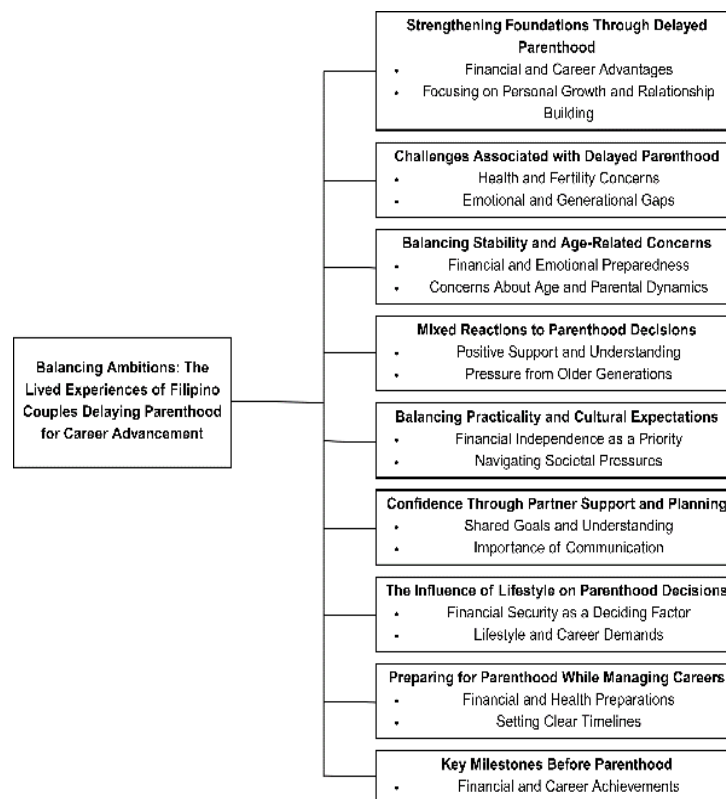 Strengthening Foundations Through Delayed
Parenthood
• Financial and Career Advantages
• Focusing on Personal Growth and Relationship
Building
Challenges Associated with Delayed Parenthood
• Health and Fertility Concerns
• Emotional and Generational Gaps
Balancing Stability and Age-Related Concerns
• Financial and Emotional Preparedness
• Concerns About Age and Parental Dynamics
Mixed Reactions to Parenthood Decisions
• Positive Support and Understanding
• Pressure from Older Generations
Balancing Ambitions: The
Lived Experiences of Filipino
Couples Delaying Parenthood
for Career Advancement
Balancing Practicality and Cultural Expectations
• Financial Independence as a Priority
• Navigating Societal Pressures
Confidence Through Partner Support and Planning
• Shared Goals and Understanding
• Importance of Communication
The Influence of Lifestyle on Parenthood Decisions
• Financial Security as a Deciding Factor
• Lifestyle and Career Demands
Preparing for Parenthood While Managing Careers
• Financial and Health Preparations
• Setting Clear Timelines
Key Milestones Before Parenthood
• Financial and Career Achievements